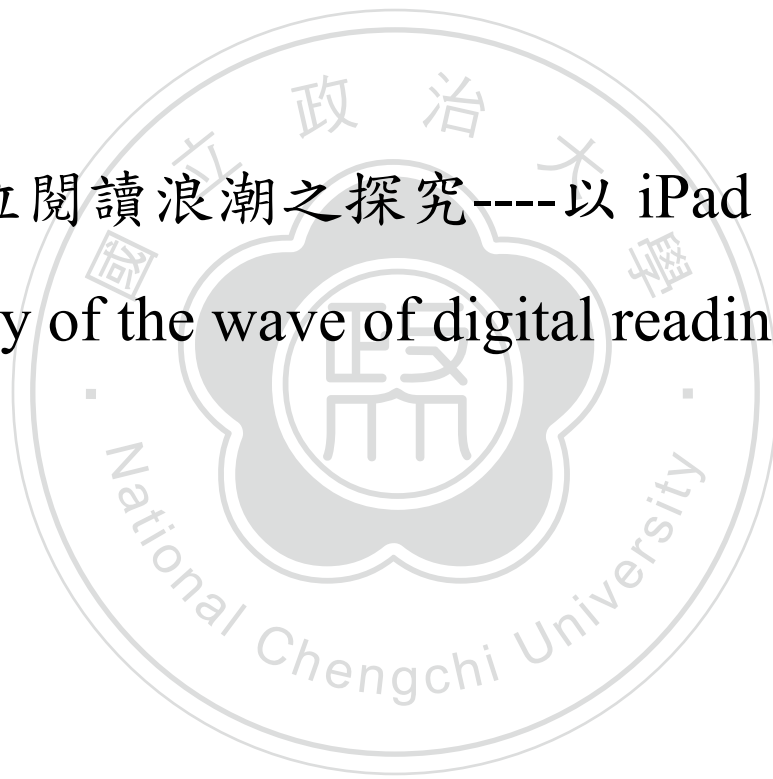 閱讀浪潮之探究----以 iPad
y of the wave of digital readin
國立政治大學
National Chengchi University